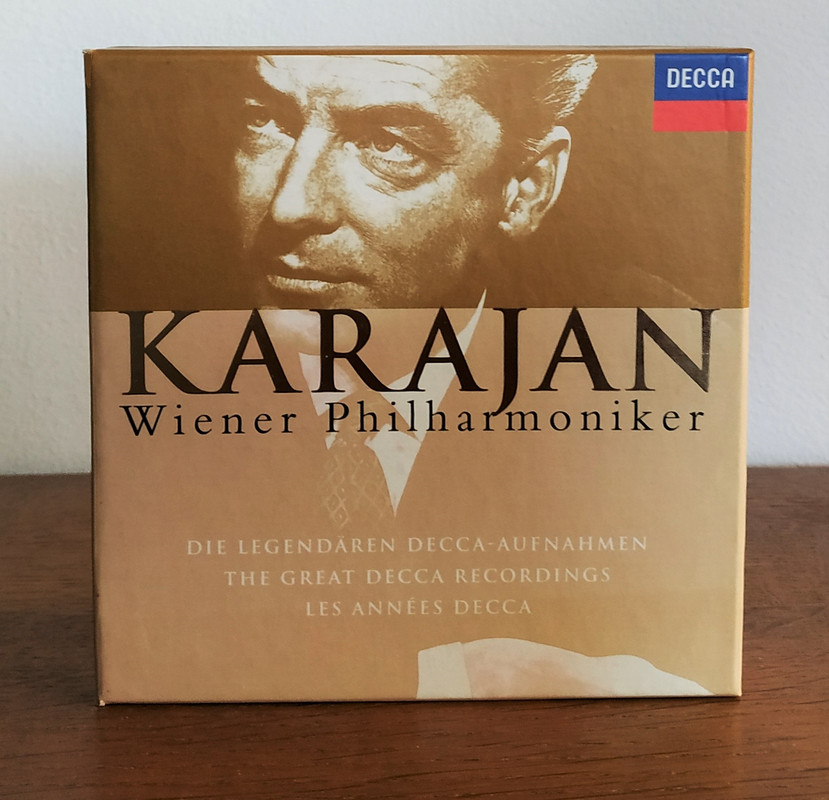 DECCA
KARAJAN
Wiener Philharmoniker
DIE LEGENDÄREN DECCA-AUFNAHMEN
THE GREAT DECCA RECORDINGS
LES ANNÉES DECCA